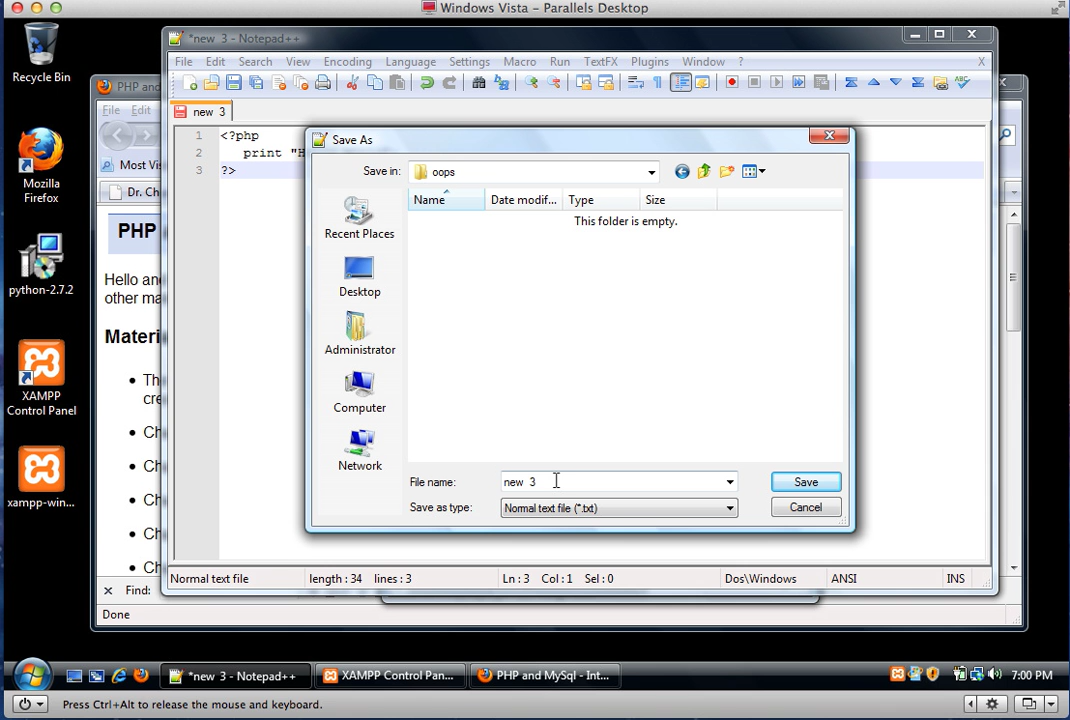 Windows Vista - Parallels Desktop
Recycle Bin
Mozilla
Firefox
python-2.7.2
XAMPP
Control Panel
xampp-win...
*new 3 - Notepad++
File Edit Search View Encoding Language Settings Macro Run TextFX Plugins Window ? X
new 3
1 <?php
2 print "H
3 ?>
PHP and
File Edit
Most Vis
Dr. Ch
PHP
Hello and
other ma
Materi
Th
cre
Ch
Ch
Ch
Ch
Ch
Save As
Save in: oops
Name Date modif... Type Size
This folder is empty.
Recent Places
Desktop
Administrator
Computer
Network
File name: new 3 Save
Save as type: Normal text file (*.txt) Cancel
Normal text file length : 34 lines : 3 Ln : 3 Col : 1 Sel : 0 Dos\Windows ANSI INS
Find:
Done
*new 3 - Notepad++ XAMPP Control Pan... PHP and MySql - Int... 7:00 PM
Press Ctrl+Alt to release the mouse and keyboard.